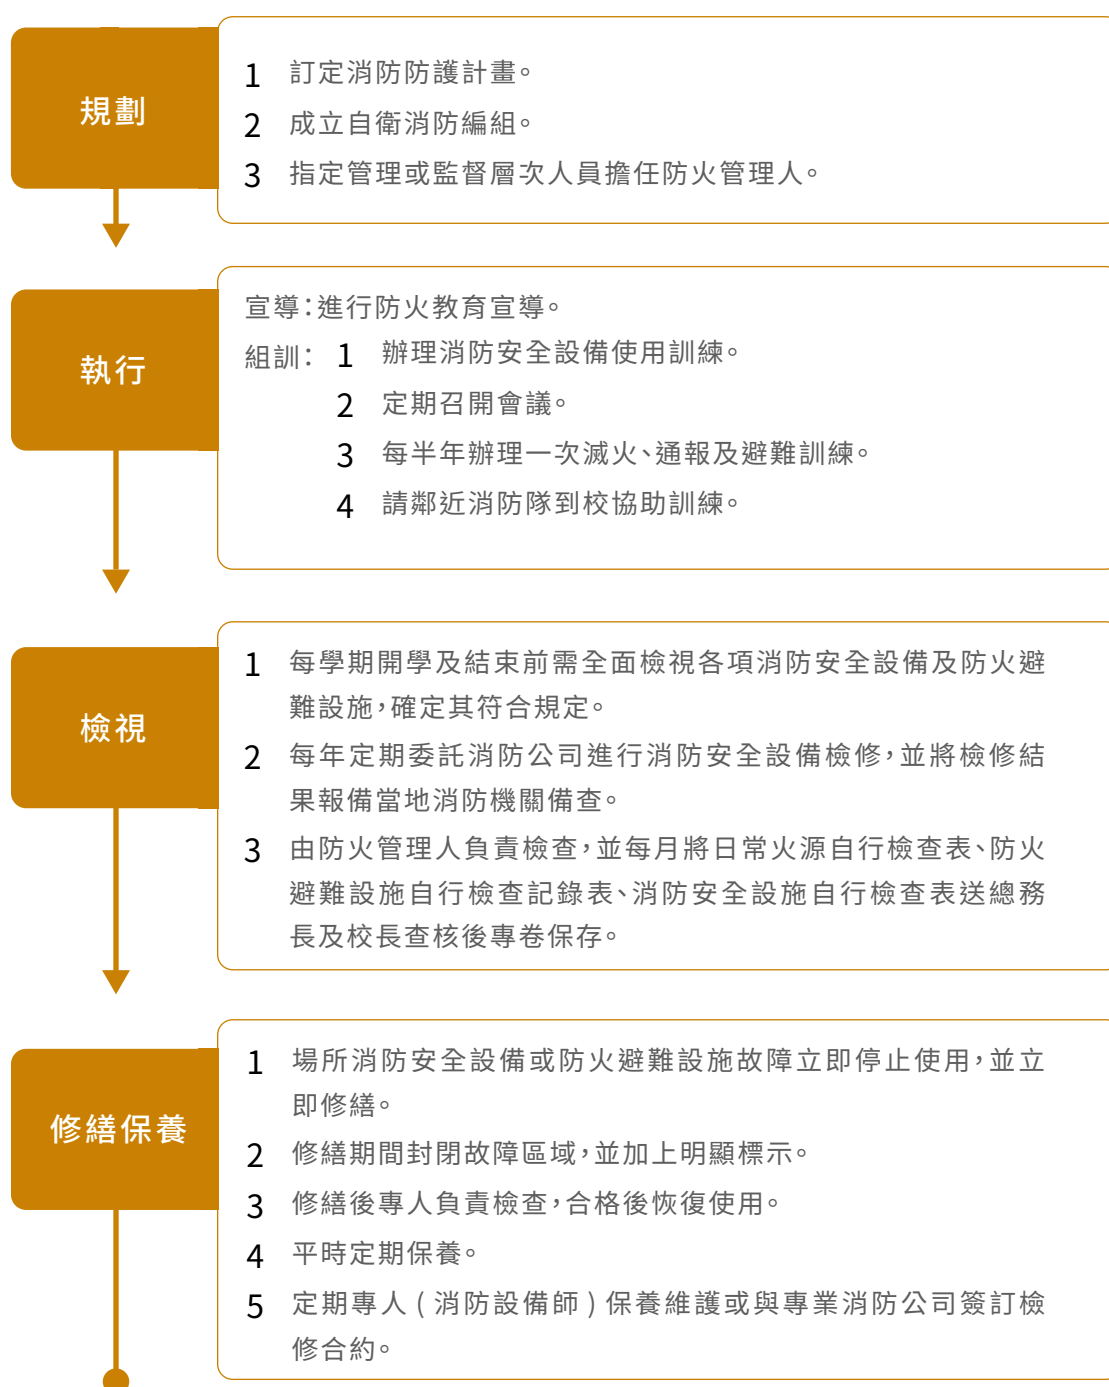 規劃
1 訂定消防防護計畫。
2 成立自衛消防編組。
3 指定管理或監督層次人員擔任防火管理人。
執行
宣導：進行防火教育宣導。
組訓： 1 辦理消防安全設備使用訓練。
2 定期召開會議。
3 每半年辦理一次滅火、通報及避難訓練。
4 請鄰近消防隊到校協助訓練。
檢視
1 每學期開學及結束前需全面檢視各項消防安全設備及防火避
難設施，確定其符合規定。
2 每年定期委託消防公司進行消防安全設備檢修，並將檢修結
果報備當地消防機關備查。
3 由防火管理人負責檢查，並每月將日常火源自行檢查表、防火
避難設施自行檢查記錄表、消防安全設施自行檢查表送總務
長及校長查核後專卷保存。
修繕保養
1 場所消防安全設備或防火避難設施故障立即停止使用，並立
即修繕。
2 修繕期間封閉故障區域，並加上明顯標示。
3 修繕後專人負責檢查，合格後恢復使用。
4 平時定期保養。
5 定期專人 ( 消防設備師 ) 保養維護或與專業消防公司簽訂檢
修合約。